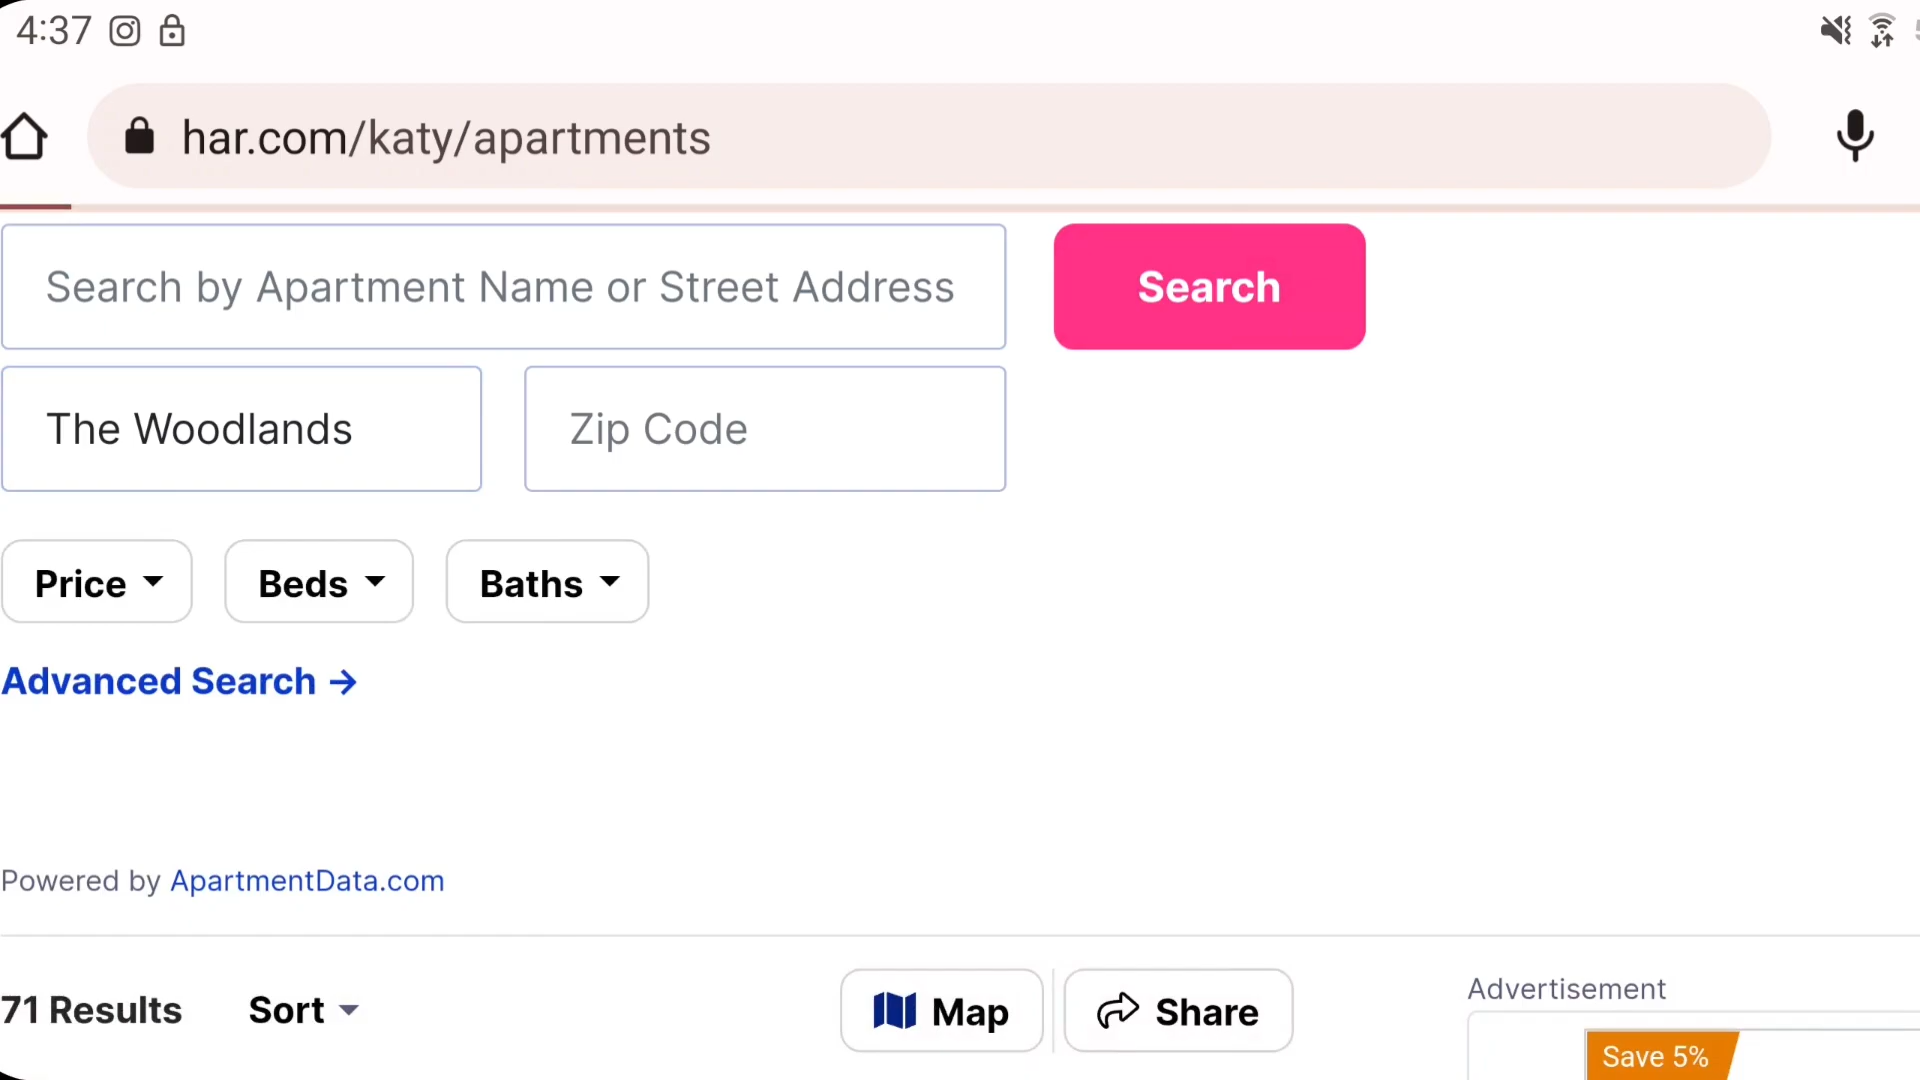 4:37
har.com/katy/apartments
Search by Apartment Name or Street Address
Search
The Woodlands
Zip Code
Price
Beds
Baths
Advanced Search →
Powered by ApartmentData.com
71 Results
Sort
Map
Share
Advertisement
Save 5%